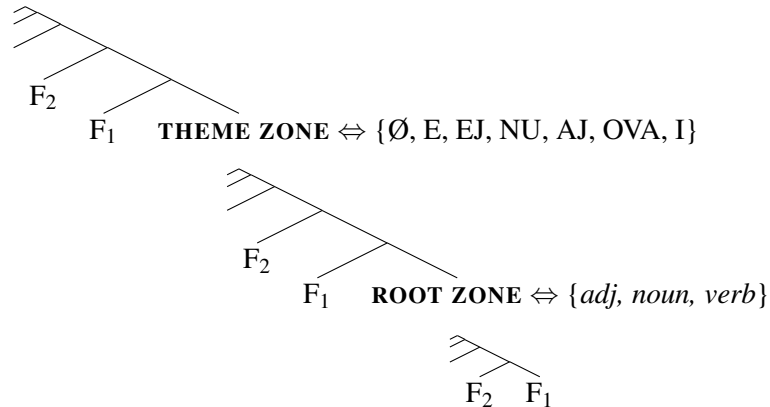 F₂
F₁ THEME ZONE ⇔ {Ø, E, EJ, NU, AJ, OVA, I}
F₂
F₁ ROOT ZONE ⇔ {adj, noun, verb}
F₂ F₁